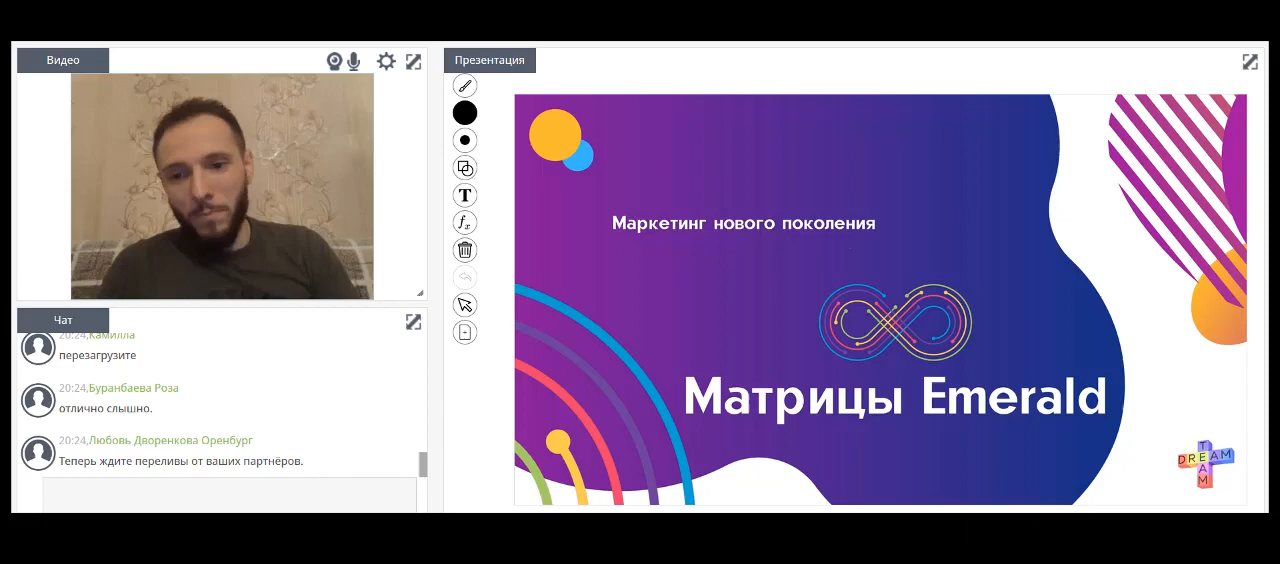 Видео
Презентация
Маркетинг нового поколения
Матрицы Emerald
DREAM
TEAM
Чат
20:24,Камилла
перезагрузите
20:24,Буранбаева Роза
отлично слышно.
20:24,Любовь Дворенкова Оренбург
Теперь ждите переливы от ваших партнёров.
T
fx